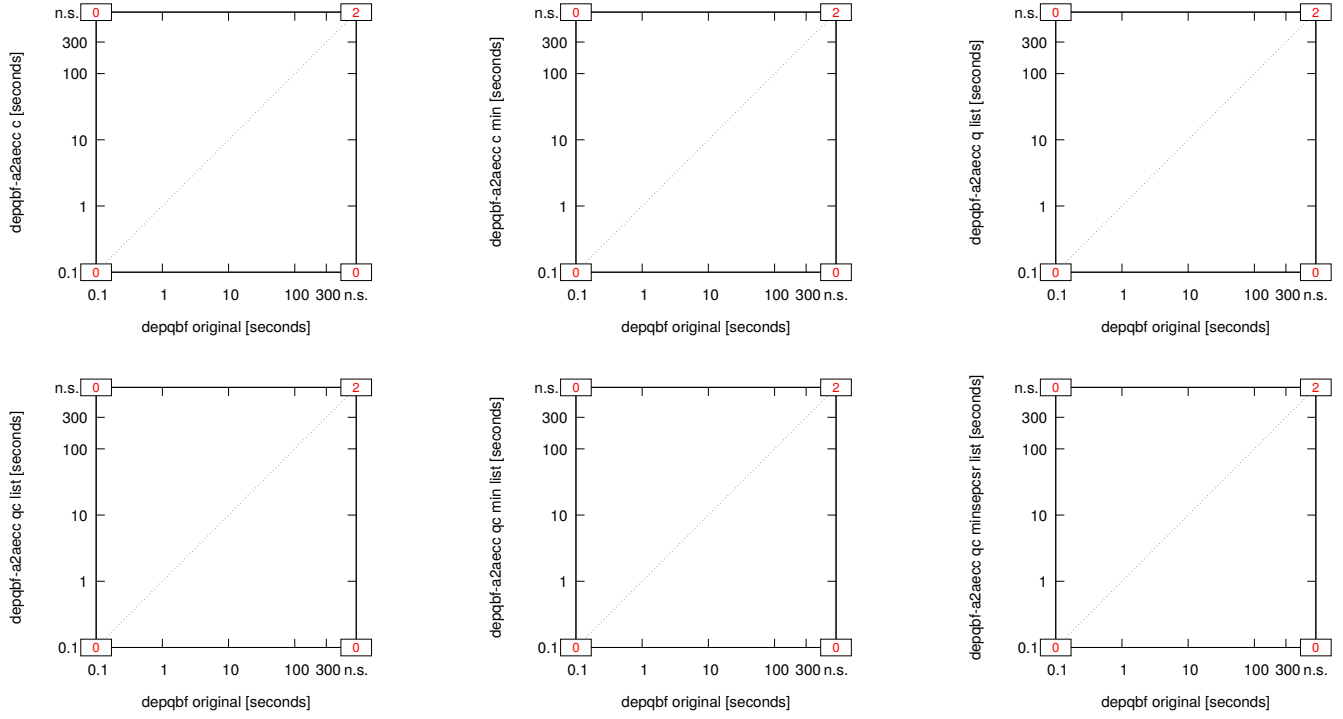 n.s. 0 2
300
100
10
1
0.1 0 0
0.1 1 10 100 300 n.s.
depqbf original [seconds]
depqbf-a2aecc c [seconds]
n.s. 0 2
300
100
10
1
0.1 0 0
0.1 1 10 100 300 n.s.
depqbf original [seconds]
depqbf-a2aecc c min [seconds]
n.s. 0 2
300
100
10
1
0.1 0 0
0.1 1 10 100 300 n.s.
depqbf original [seconds]
depqbf-a2aecc q list [seconds]
n.s. 0 2
300
100
10
1
0.1 0 0
0.1 1 10 100 300 n.s.
depqbf original [seconds]
depqbf-a2aecc qc list [seconds]
n.s. 0 2
300
100
10
1
0.1 0 0
0.1 1 10 100 300 n.s.
depqbf original [seconds]
depqbf-a2aecc qc min list [seconds]
n.s. 0 2
300
100
10
1
0.1 0 0
0.1 1 10 100 300 n.s.
depqbf original [seconds]
depqbf-a2aecc qc minsepcsr list [seconds]